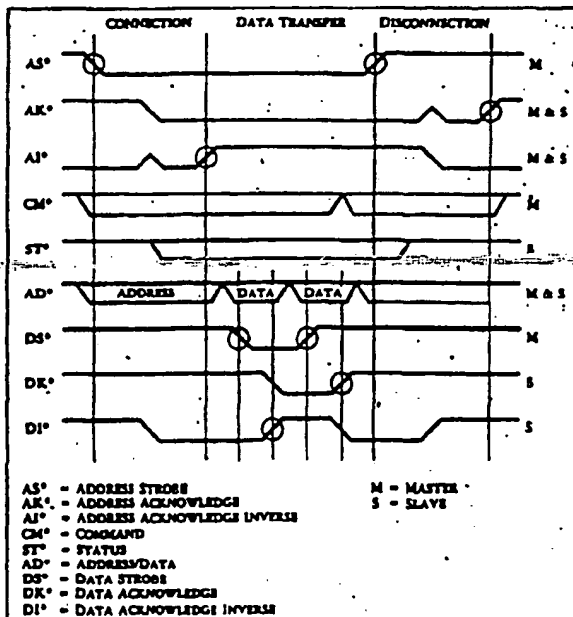 CONNECTION DATA TRANSFER DISCONNECTION
AS° M
AK° M & S
AI° M & S
CM° M
ST° S
AD° ADDRESS DATA DATA M & S
DS° M
DK° S
DI° S
AS° = ADDRESS STROBE M = MASTER
AK° = ADDRESS ACKNOWLEDGE S = SLAVE
AI° = ADDRESS ACKNOWLEDGE INVERSE
CM° = COMMAND
ST° = STATUS
AD° = ADDRESS/DATA
DS° = DATA STROBE
DK° = DATA ACKNOWLEDGE
DI° = DATA ACKNOWLEDGE INVERSE